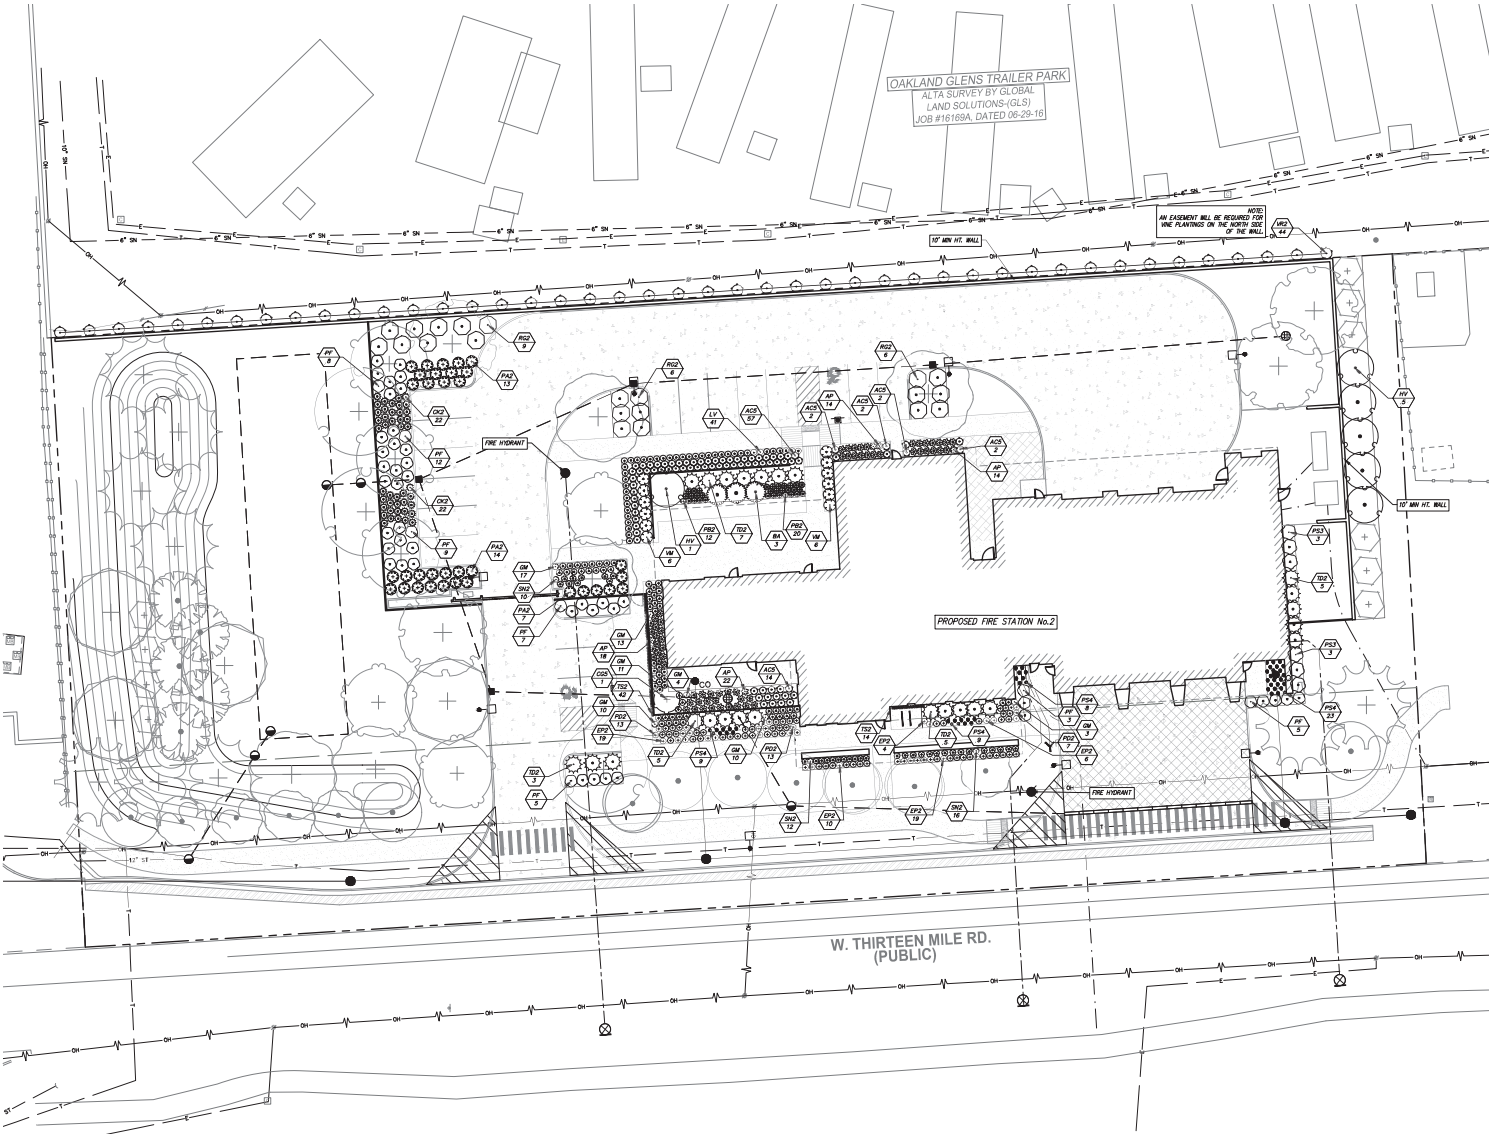 OAKLAND GLENS TRAILER PARK
ALTA SURVEY BY GLOBAL
LAND SOLUTIONS-(GLS)
JOB #16169A, DATED 06-29-16
NOTE:
AN EASEMENT WILL BE REQUIRED FOR
VINE PLANTINGS ON THE NORTH SIDE
OF THE WALL.
VR2
44
10' MIN HT. WALL
RG2
9
PF
8
PA2
13
RG2
6
RG2
6
CK2
22
LV
41
AC5
57
AC5
2
AP
14
AC5
2
AC5
2
HV
5
FIRE HYDRANT
PF
12
AC5
2
AP
14
CK2
22
10' MIN HT. WALL
PF
9
PA2
14
VM
6
HV
1
PB2
12
TD2
7
BA
3
PB2
20
VM
6
PS3
3
GM
17
SN2
10
PA2
7
PF
7
TD2
5
PROPOSED FIRE STATION No.2
GM
13
AP
18
GM
11
CG5
1
TS2
42
GM
10
PD2
13
EP2
19
GM
4
CO
AP
22
AC5
14
PS3
3
PS4
23
PF
5
PS4
8
PF
3
GM
3
PD2
7
EP2
6
TD2
5
PS4
9
GM
10
PD2
13
TS2
14
EP2
4
TD2
5
PS4
9
TD2
3
PF
5
SN2
12
EP2
10
EP2
19
SN2
16
FIRE HYDRANT
12" ST
W. THIRTEEN MILE RD.
(PUBLIC)